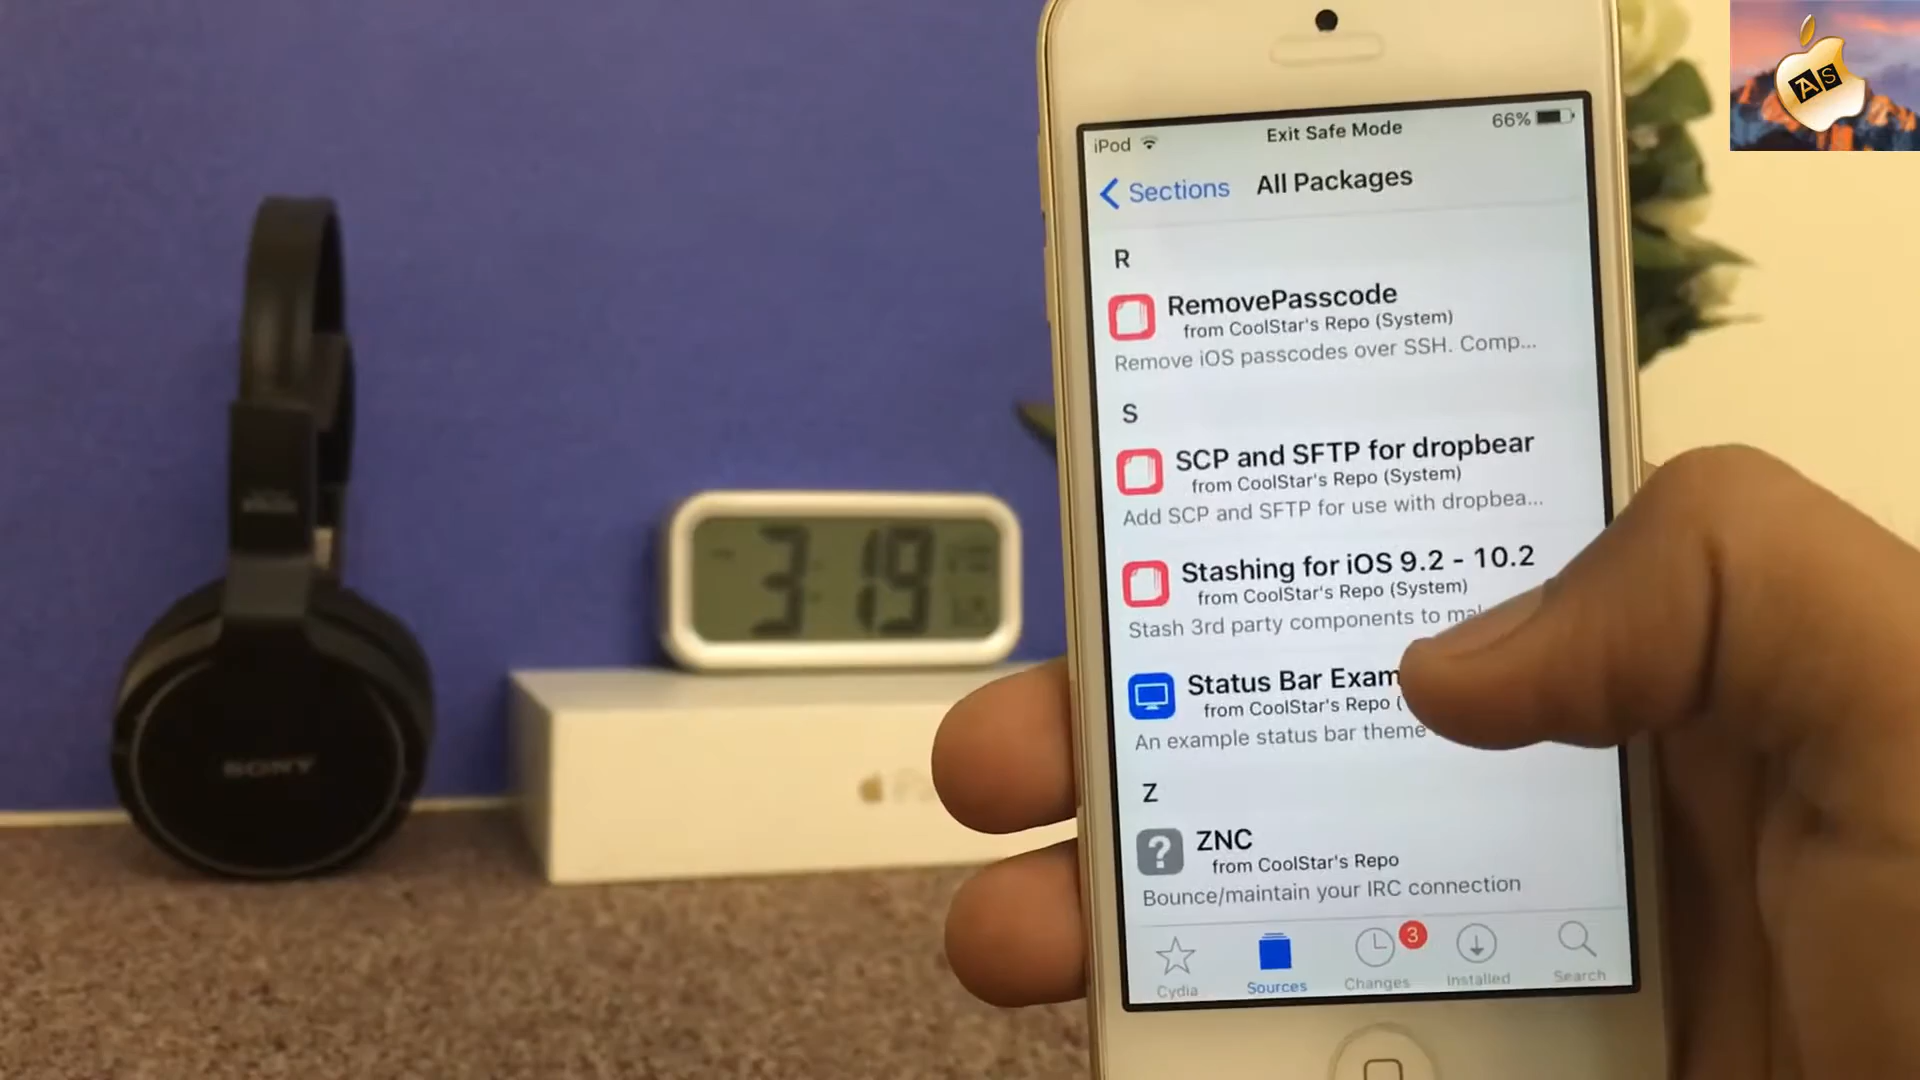 AS
iPod
Exit Safe Mode
66%
Sections
All Packages
R
RemovePasscode
from CoolStar's Repo (System)
Remove iOS passcodes over SSH. Comp...
S
SCP and SFTP for dropbear
from CoolStar's Repo (System)
Add SCP and SFTP for use with dropbea...
Stashing for iOS 9.2 - 10.2
from CoolStar's Repo (System)
Stash 3rd party components to
Status Bar Exam
from CoolStar's Repo (
An example status bar theme
Z
ZNC
from CoolStar's Repo
Bounce/maintain your IRC connection
Cydia
Sources
Changes
3
Installed
Search
3:19
SONY